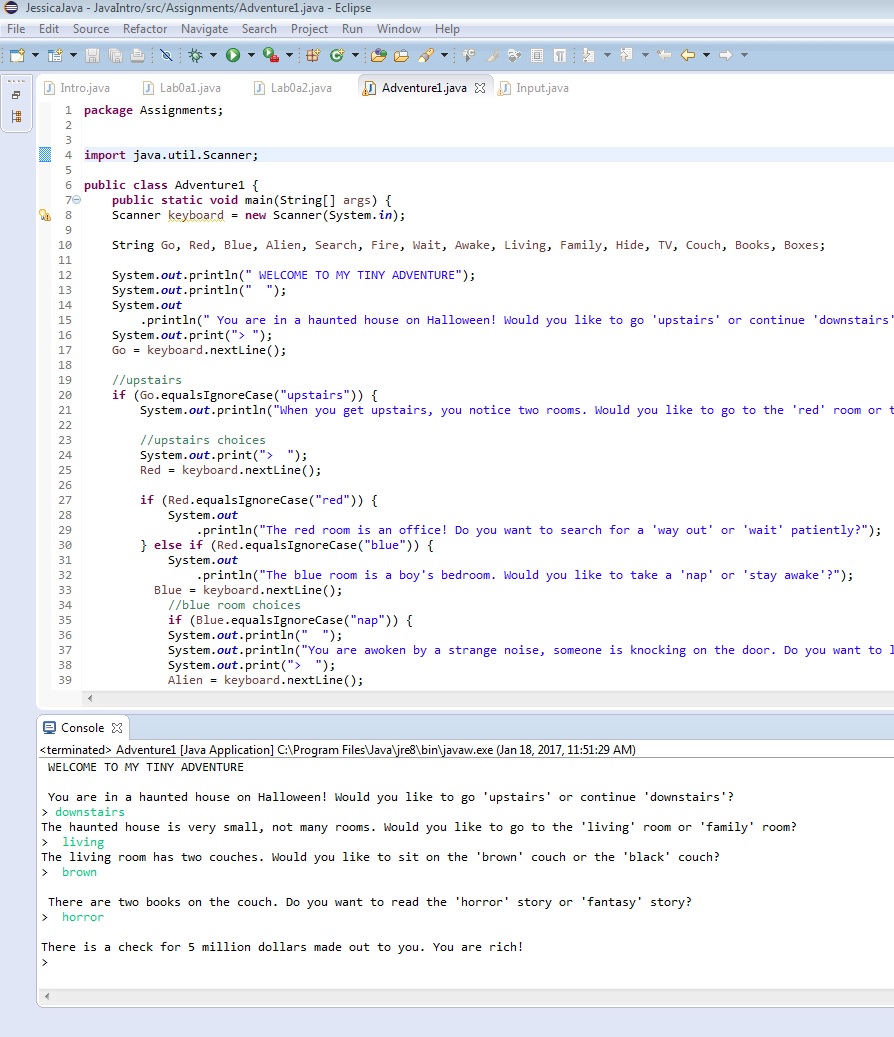 JessicaJava - JavaIntro/src/Assignments/Adventure1.java - Eclipse
File Edit Source Refactor Navigate Search Project Run Window Help
Intro.java Lab0a1.java Lab0a2.java Adventure1.java Input.java
1 package Assignments;
2
3
4 import java.util.Scanner;
5
6 public class Adventure1 {
7 public static void main(String[] args) {
8 Scanner keyboard = new Scanner(System.in);
9
10 String Go, Red, Blue, Alien, Search, Fire, Wait, Awake, Living, Family, Hide, TV, Couch, Books, Boxes;
11
12 System.out.println(" WELCOME TO MY TINY ADVENTURE");
13 System.out.println("  ");
14 System.out
15 .println(" You are in a haunted house on Halloween! Would you like to go 'upstairs' or continue 'downstairs'
16 System.out.print("> ");
17 Go = keyboard.nextLine();
18
19 //upstairs
20 if (Go.equalsIgnoreCase("upstairs")) {
21 System.out.println("When you get upstairs, you notice two rooms. Would you like to go to the 'red' room or t
22
23 //upstairs choices
24 System.out.print(">  ");
25 Red = keyboard.nextLine();
26
27 if (Red.equalsIgnoreCase("red")) {
28 System.out
29 .println("The red room is an office! Do you want to search for a 'way out' or 'wait' patiently?");
30 } else if (Red.equalsIgnoreCase("blue")) {
31 System.out
32 .println("The blue room is a boy's bedroom. Would you like to take a 'nap' or 'stay awake'?");
33 Blue = keyboard.nextLine();
34 //blue room choices
35 if (Blue.equalsIgnoreCase("nap")) {
36 System.out.println("  ");
37 System.out.println("You are awoken by a strange noise, someone is knocking on the door. Do you want to l
38 System.out.print(">  ");
39 Alien = keyboard.nextLine();
Console
<terminated> Adventure1 [Java Application] C:\Program Files\Java\jre8\bin\javaw.exe (Jan 18, 2017, 11:51:29 AM)
WELCOME TO MY TINY ADVENTURE
You are in a haunted house on Halloween! Would you like to go 'upstairs' or continue 'downstairs'?
> downstairs
The haunted house is very small, not many rooms. Would you like to go to the 'living' room or 'family' room?
>  living
The living room has two couches. Would you like to sit on the 'brown' couch or the 'black' couch?
>  brown
There are two books on the couch. Do you want to read the 'horror' story or 'fantasy' story?
>  horror
There is a check for 5 million dollars made out to you. You are rich!
>